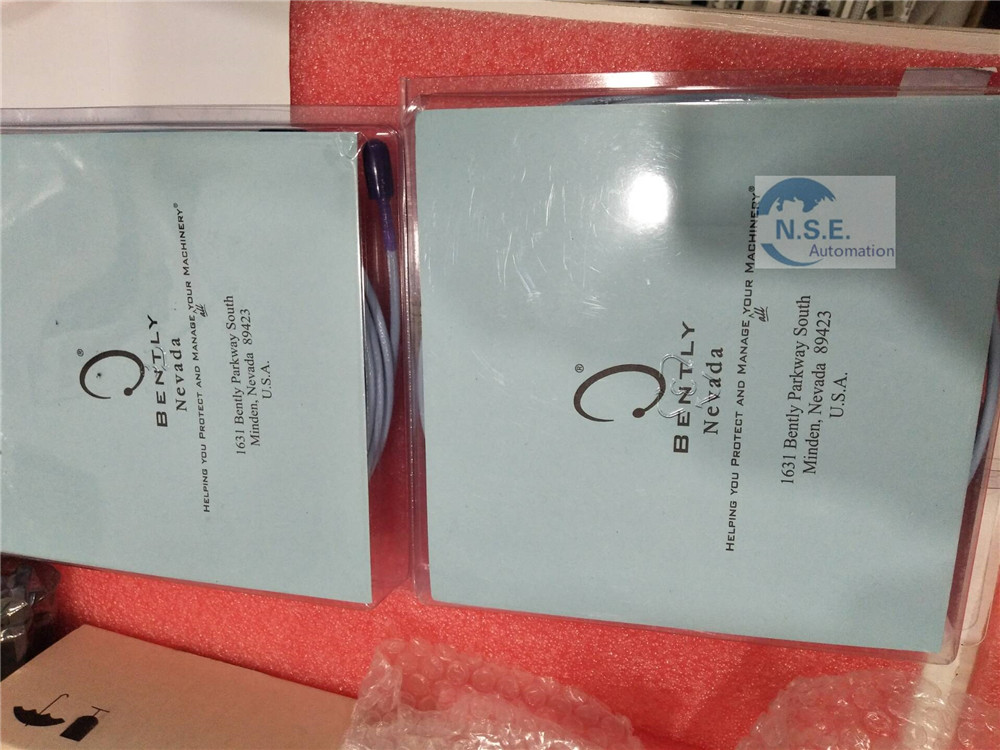 ®
BENTLY
Nevada
HELPING YOU PROTECT AND MANAGE all YOUR MACHINERY®
1631 Bently Parkway South
Minden, Nevada 89423
U.S.A.
®
BENTLY
Nevada
HELPING YOU PROTECT AND MANAGE all YOUR MACHINERY®
1631 Bently Parkway South
Minden, Nevada 89423
U.S.A.
N.S.E.
Automation